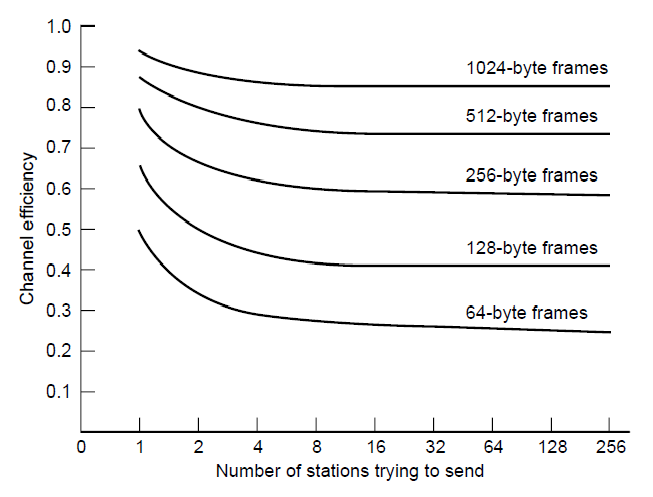 1.0
0.9
1024-byte frames
0.8
512-byte frames
0.7
256-byte frames
0.6
0.5
128-byte frames
0.4
0.3
64-byte frames
0.2
0.1
Channel efficiency
0 1 2 4 8 16 32 64 128 256
Number of stations trying to send